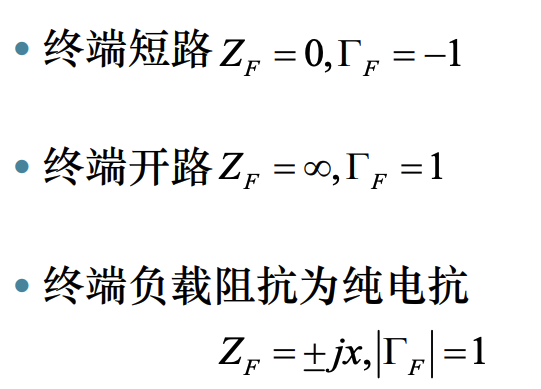 • 终端短路 Z_F = 0, Γ_F = −1
• 终端开路 Z_F = ∞, Γ_F = 1
• 终端负载阻抗为纯电抗
Z_F = ±jx, |Γ_F| = 1